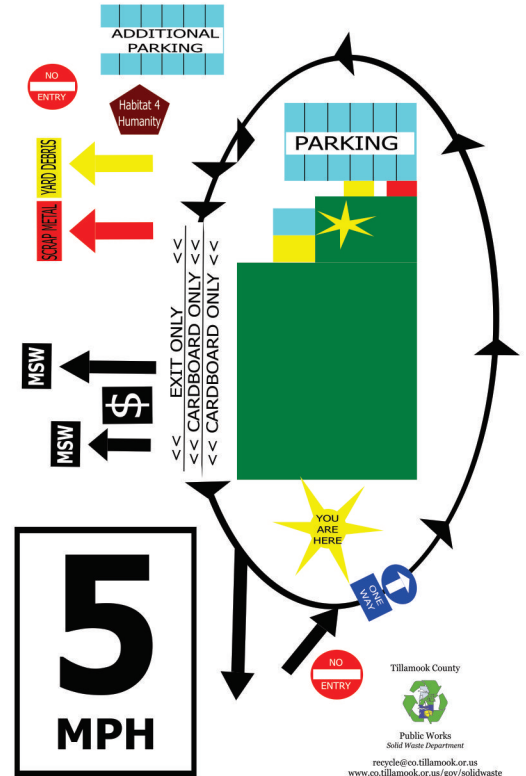 ADDITIONAL
PARKING
NO
ENTRY
Habitat 4
Humanity
PARKING
YARD DEBRIS
SCRAP METAL
<< EXIT ONLY <<
<< CARDBOARD ONLY <<
<< CARDBOARD ONLY <<
MSW
$
MSW
YOU
ARE
HERE
ONE
WAY
5
MPH
NO
ENTRY
Tillamook County
Public Works
Solid Waste Department
recycle@co.tillamook.or.us
www.co.tillamook.or.us/gov/solidwaste